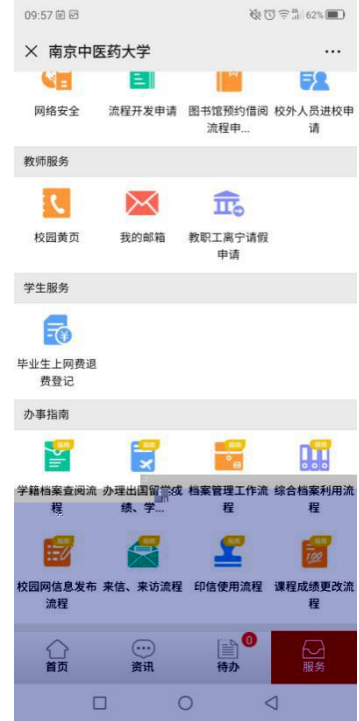 09:57
62%
南京中医药大学
网络安全 流程开发申请 图书馆预约借阅流程申... 校外人员进校申请
教师服务
校园黄页 我的邮箱 教职工离宁请假申请
学生服务
毕业生上网费退费登记
办事指南
指南 指南 指南 指南
学籍档案查阅流程 办理出国留学成绩、学... 档案管理工作流程 综合档案利用流程
指南 指南 指南 指南
100
校园网信息发布流程 来信、来访流程 印信使用流程 课程成绩更改流程
0
首页 资讯 待办 服务